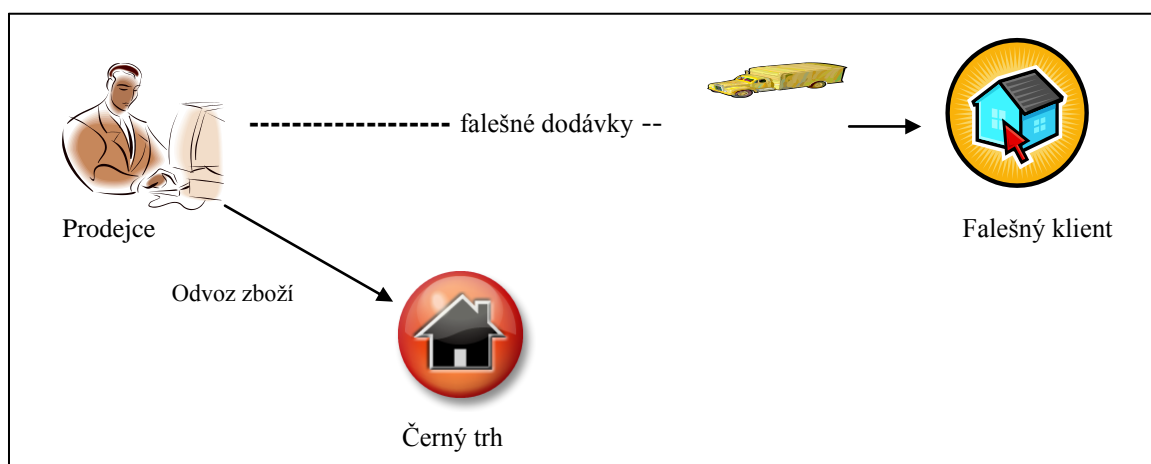 falešné dodávky --
Prodejce
Falešný klient
Odvoz zboží
Černý trh